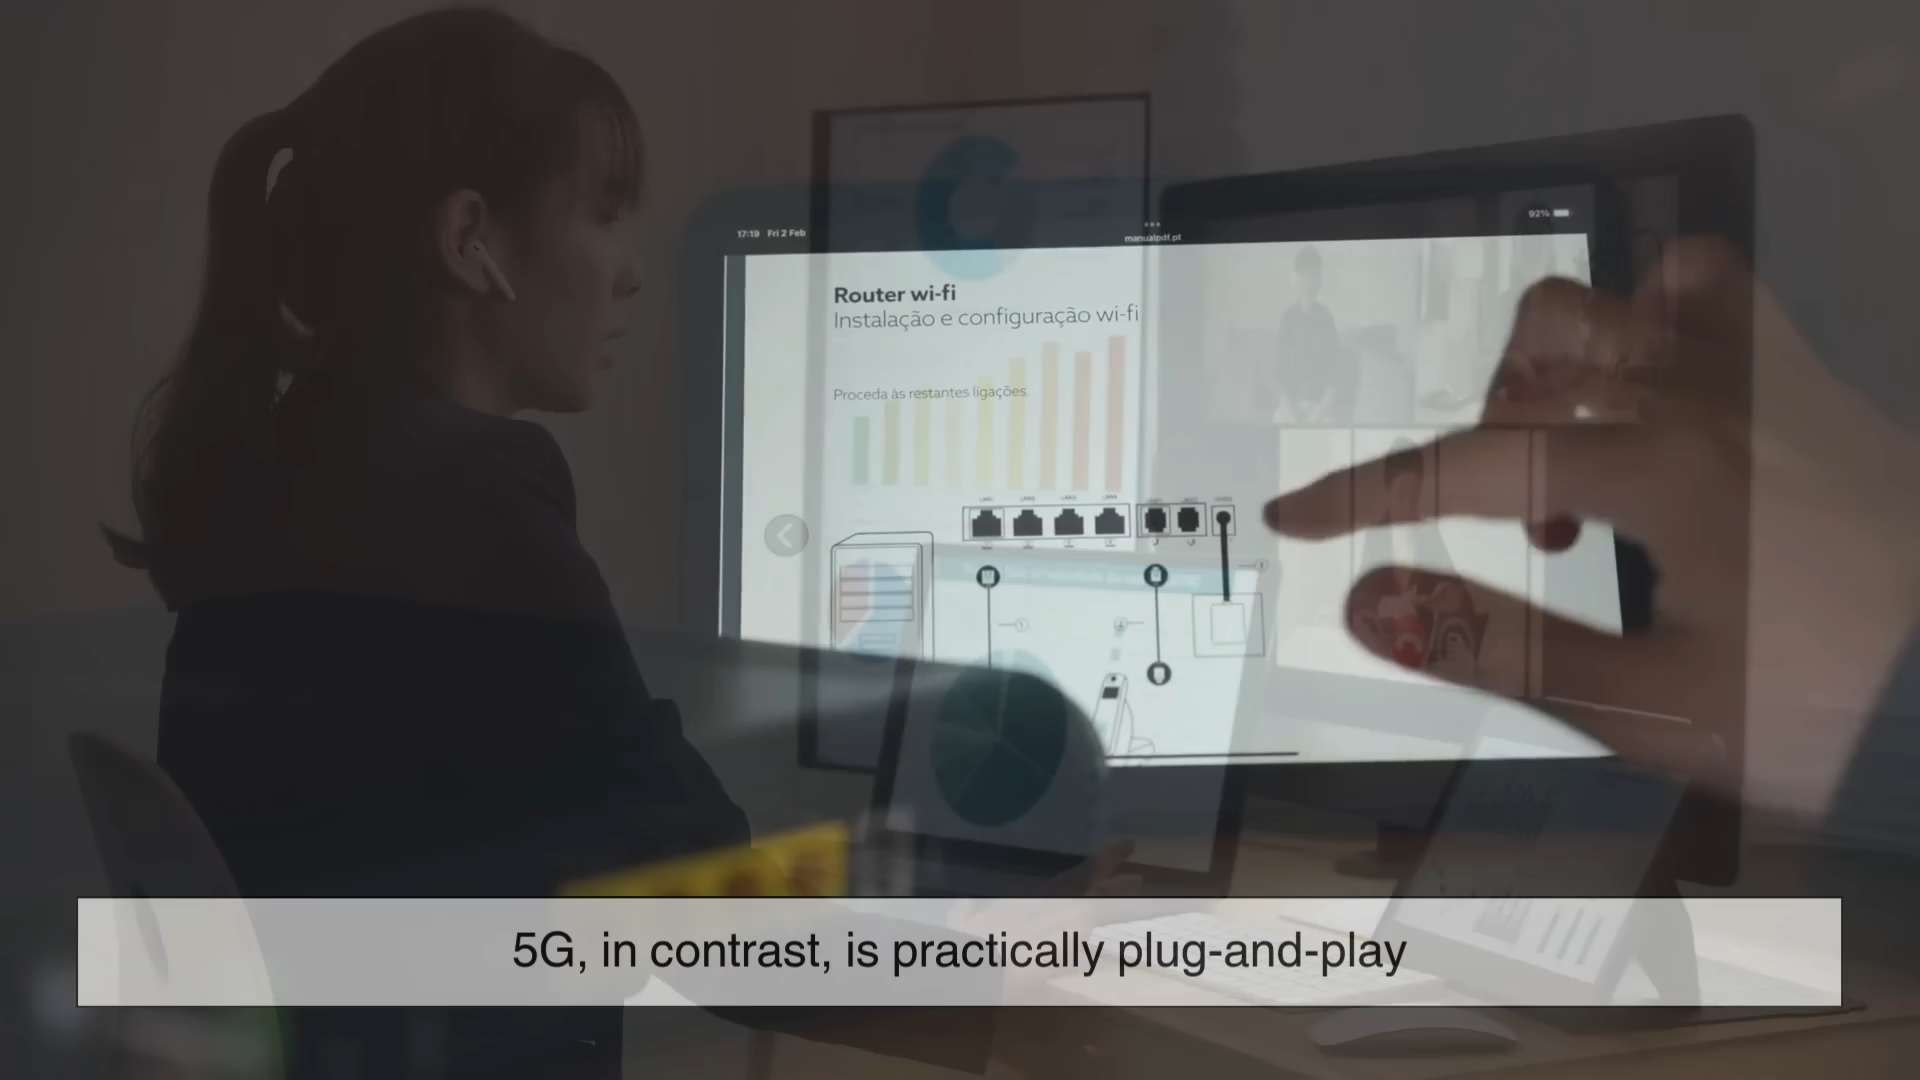 17:19 Fri 2 Feb
manualpdf.pt
92%
Router wi-fi
Instalação e configuração wi-fi
Proceda às restantes ligações.
5G, in contrast, is practically plug-and-play